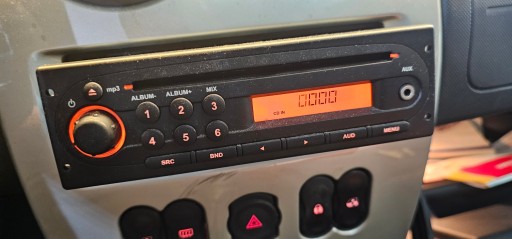 mp3
ALBUM-
ALBUM+
MIX
1
2
3
4
5
6
CD IN
AUX
SRC
BND
AUD
MENU